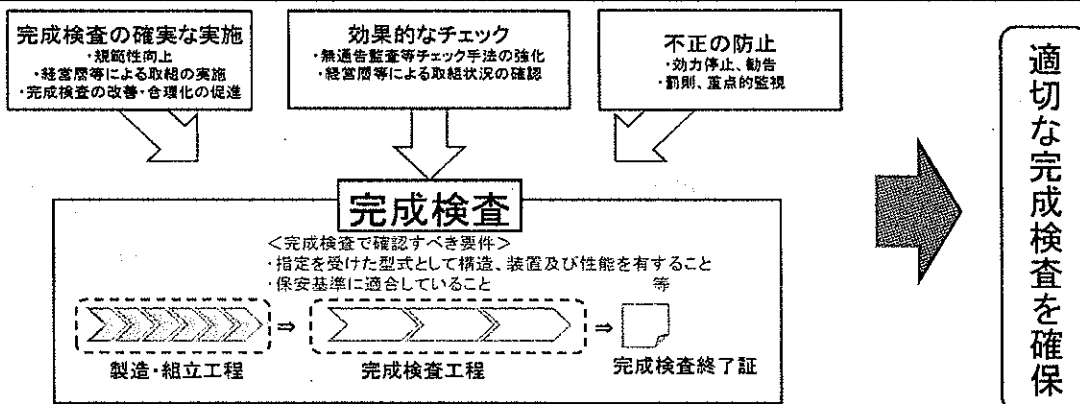 完成検査の確実な実施
・規範性向上
・経営層等による取組の実施
・完成検査の改善・合理化の促進
効果的なチェック
・無通告監査等チェック手法の強化
・経営層等による取組状況の確認
不正の防止
・効力停止、勧告
・罰則、重点的監視
完成検査
＜完成検査で確認すべき要件＞
・指定を受けた型式として構造、装置及び性能を有すること
・保安基準に適合していること 等
⇒
⇒
製造・組立工程
完成検査工程
完成検査終了証
適切な完成検査を確保